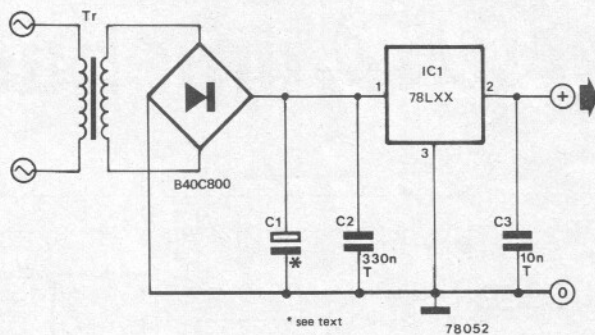 Tr
B40C800
C1
*
C2
330n
T
IC1
78LXX
1
2
3
C3
10n
T
+
0
* see text
78052